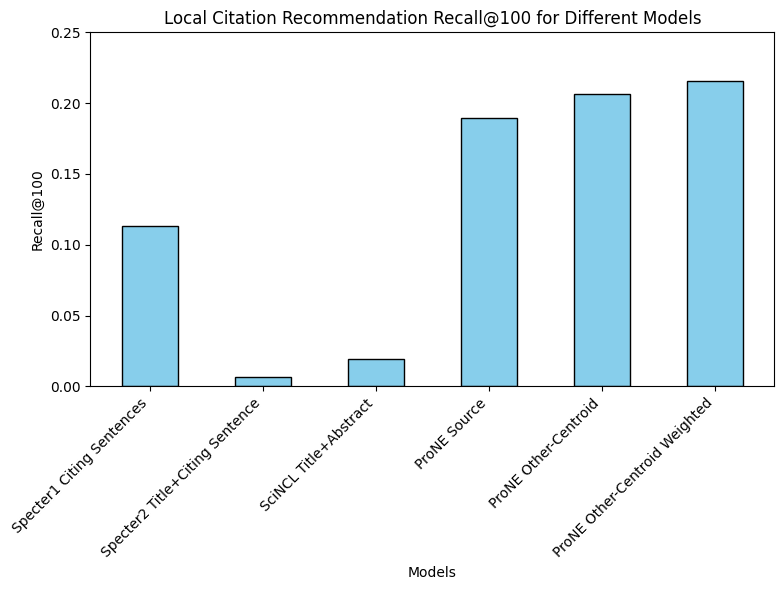 Local Citation Recommendation Recall@100 for Different Models
0.25
0.20
0.15
0.10
0.05
0.00
Recall@100
Specter1 Citing Sentences
Specter2 Title+Citing Sentence
SciNCL Title+Abstract
ProNE Source
ProNE Other-Centroid
ProNE Other-Centroid Weighted
Models